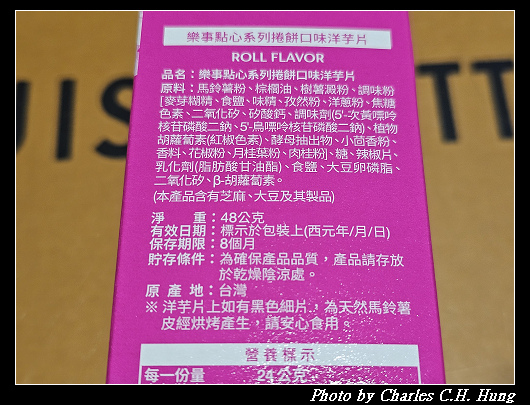 樂事點心系列捲餅口味洋芋片
ROLL FLAVOR
品名：樂事點心系列捲餅口味洋芋片
原料：馬鈴薯粉、棕櫚油、樹薯澱粉、調味粉
[麥芽糊精、食鹽、味精、孜然粉、洋蔥粉、焦糖
色素、二氧化矽、矽酸鈣、調味劑(5'-次黃嘌呤
核苷磷酸二鈉、5'-鳥嘌呤核苷磷酸二鈉)、植物
胡蘿蔔素(紅椒色素)、酵母抽出物、小茴香粉、
香料、花椒粉、月桂葉粉、肉桂粉]、糖、辣椒片、
乳化劑(脂肪酸甘油酯)、食鹽、大豆卵磷脂、
二氧化矽、β-胡蘿蔔素。
(本產品含有芝麻、大豆及其製品)
淨 重：48公克
有效日期：標示於包裝上(西元年/月/日)
保存期限：8個月
貯存條件：為確保產品品質，產品請存放
於乾燥陰涼處。
原產地：台灣
※ 洋芋片上如有黑色細片，為天然馬鈴薯
皮經烘烤產生，請安心食用。
營養標示
每一份量 24公克
UIS
TT
Photo by Charles C.H. Hung